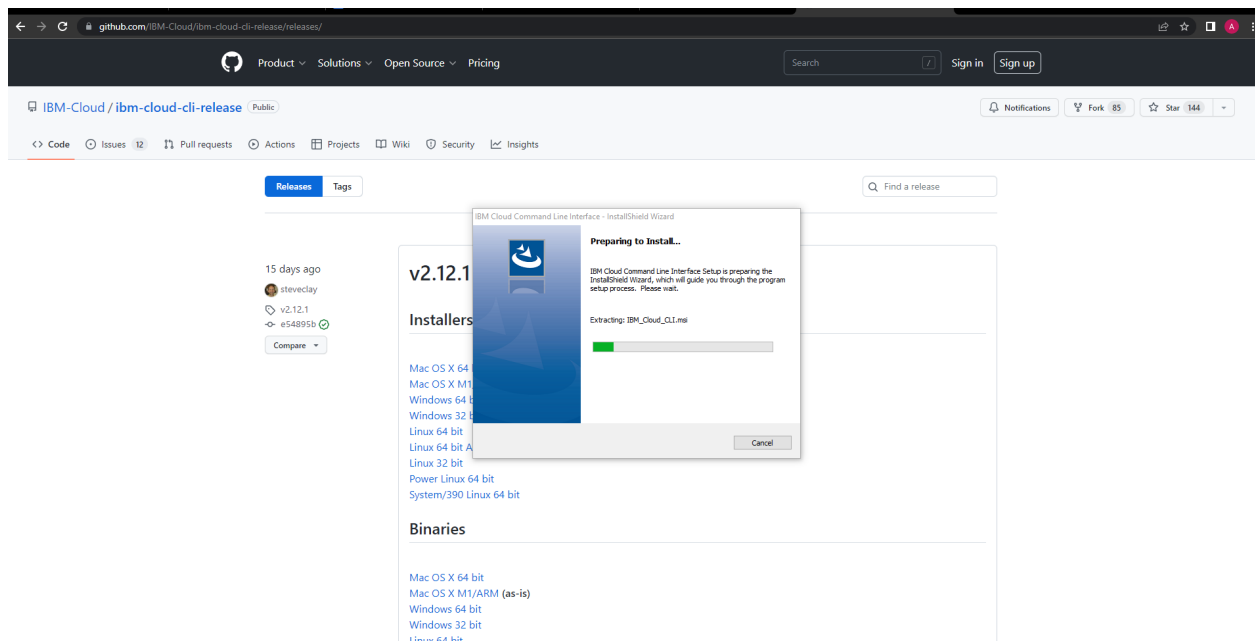 github.com/IBM-Cloud/ibm-cloud-cli-release/releases/
A
Product Solutions Open Source Pricing
Search /
Sign in
Sign up
IBM-Cloud / ibm-cloud-cli-release Public
Notifications
Fork 85
Star 144
Code
Issues 12
Pull requests
Actions
Projects
Wiki
Security
Insights
Releases
Tags
Find a release
15 days ago
steveclay
v2.12.1
e54895b
Compare
v2.12.1
Installers
Mac OS X 64
Mac OS X M1
Windows 64
Windows 32
Linux 64 bit
Linux 64 bit A
Linux 32 bit
Power Linux 64 bit
System/390 Linux 64 bit
IBM Cloud Command Line Interface - InstallShield Wizard
Preparing to Install...
IBM Cloud Command Line Interface Setup is preparing the
InstallShield Wizard, which will guide you through the program
setup process. Please wait.
Extracting: IBM_Cloud_CLI.msi
Cancel
Binaries
Mac OS X 64 bit
Mac OS X M1/ARM (as-is)
Windows 64 bit
Windows 32 bit
Linux 64 bit